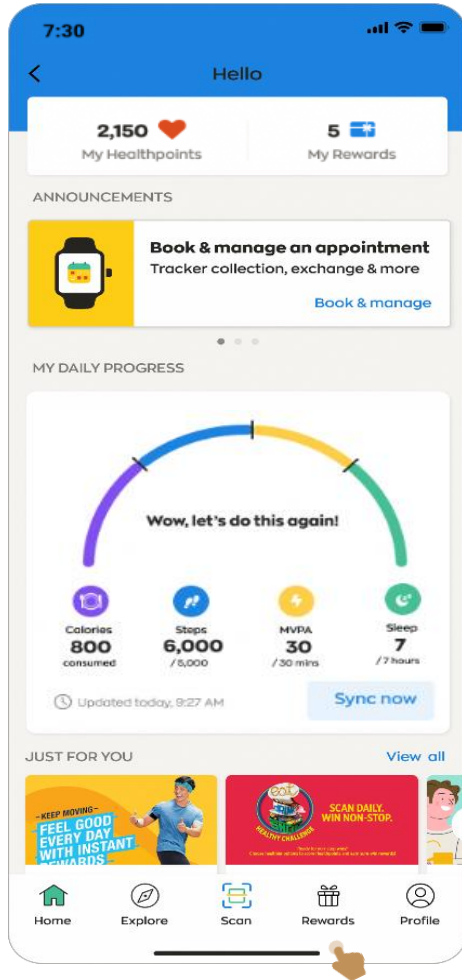 7:30
Hello
2,150
My Healthpoints
5
My Rewards
ANNOUNCEMENTS
Book & manage an appointment
Tracker collection, exchange & more
Book & manage
MY DAILY PROGRESS
Wow, let's do this again!
Calories
800
consumed
Steps
6,000
/5,000
MVPA
30
/30 mins
Sleep
7
/7 hours
Updated today, 9:27 AM
Sync now
JUST FOR YOU
View all
-KEEP MOVING-
FEEL GOOD
EVERY DAY
WITH INSTANT
REWARDS
eat
HEALTHY CHALLENGE
SCAN DAILY.
WIN NON-STOP.
Home
Explore
Scan
Rewards
Profile